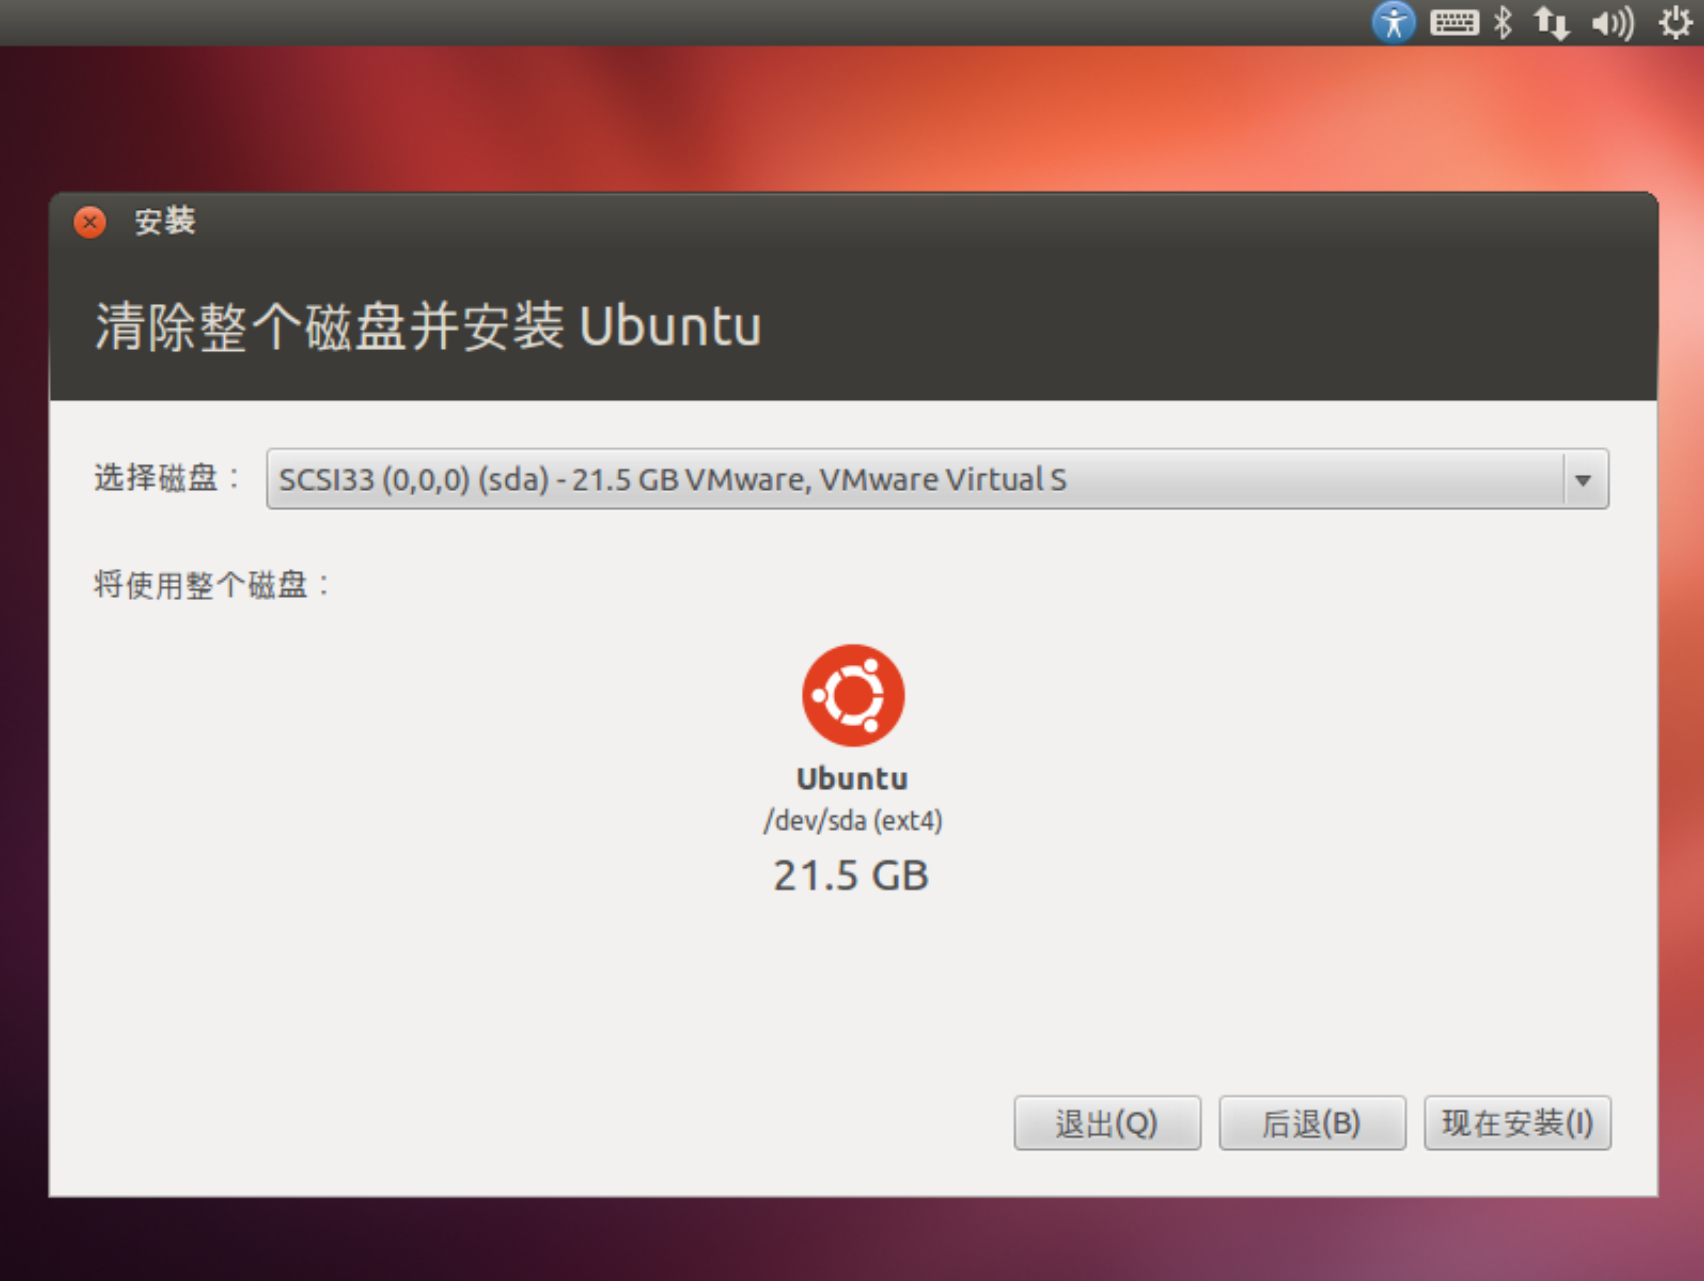 安装
清除整个磁盘并安装 Ubuntu
选择磁盘： SCSI33 (0,0,0) (sda) - 21.5 GB VMware, VMware Virtual S
将使用整个磁盘：
Ubuntu
/dev/sda (ext4)
21.5 GB
退出(Q) 后退(B) 现在安装(I)